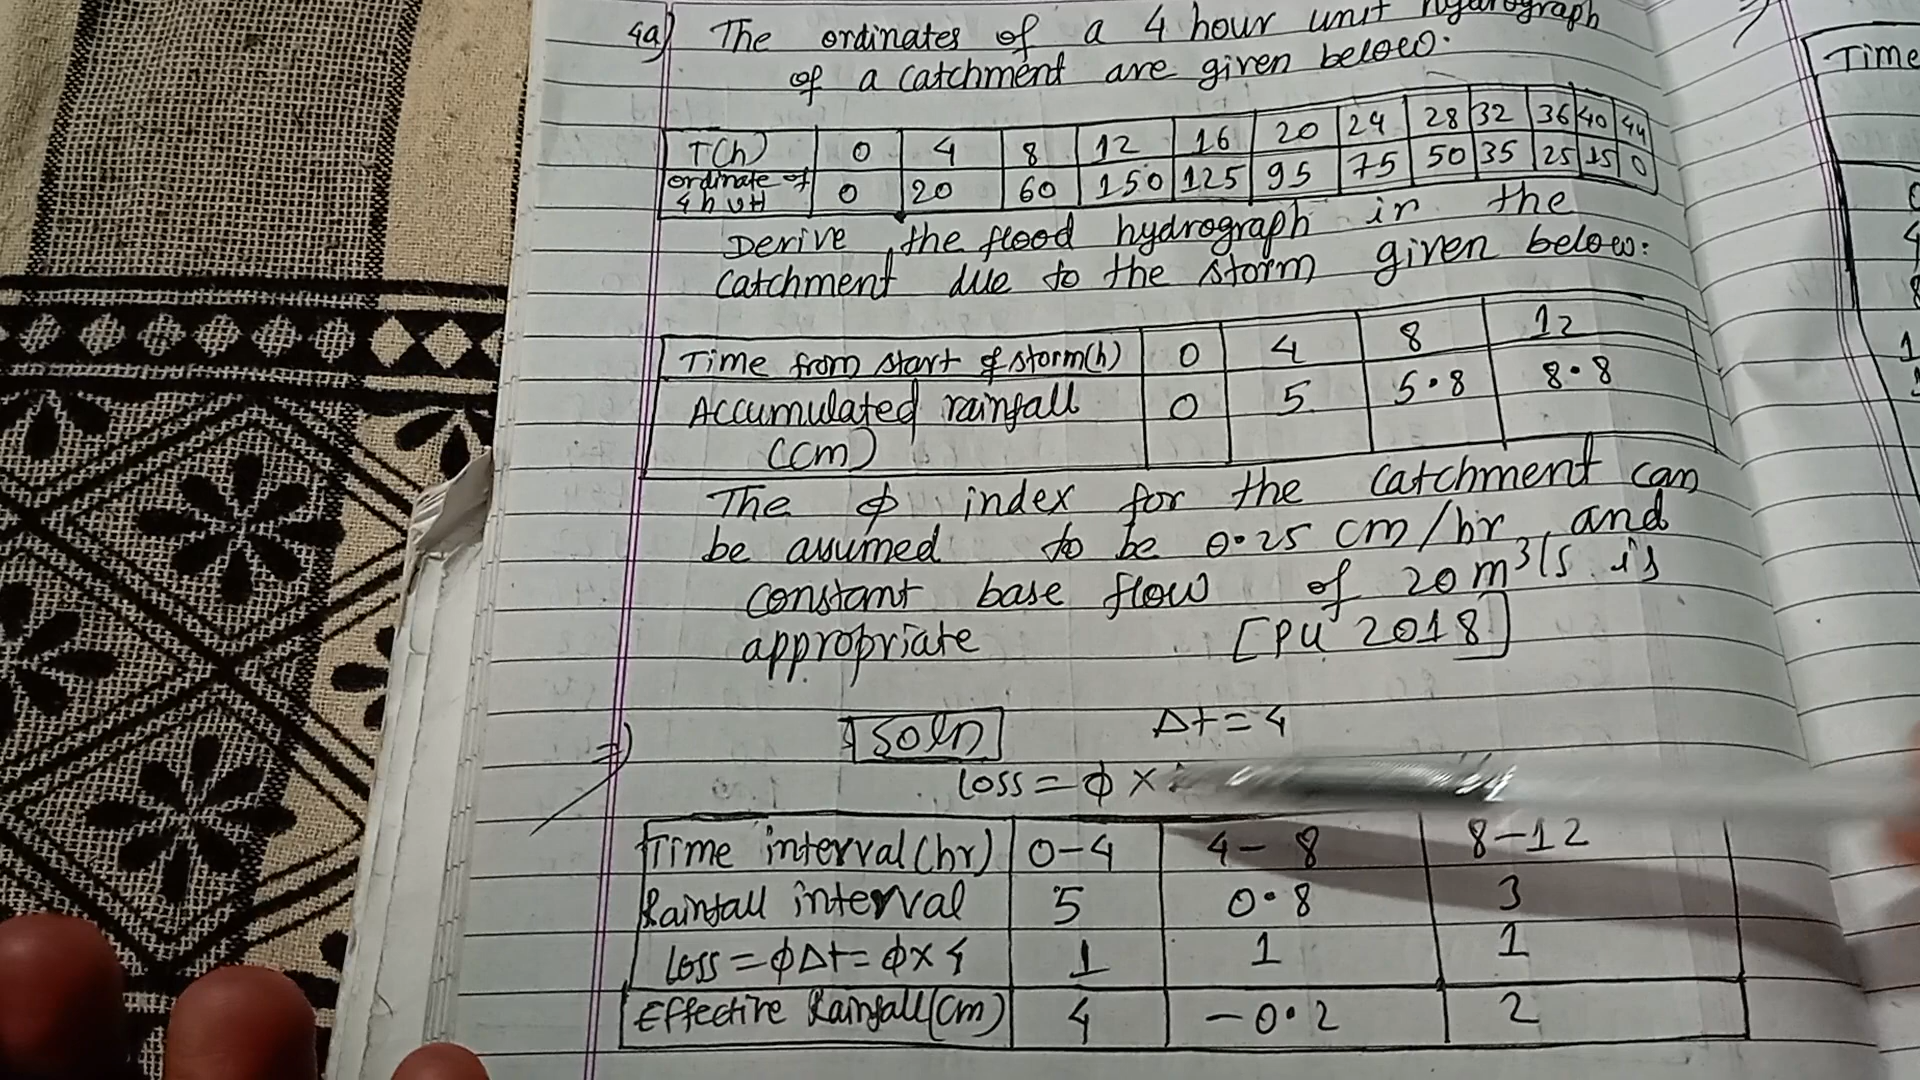 4a) The ordinates of a 4 hour unit hydrograph
of a catchment are given below.
T(h) 0 4 8 12 16 20 24 28 32 36 40 44
ordinate of 4 h UH 0 20 60 150 125 95 75 50 35 25 15 0
Derive the flood hydrograph in the
catchment due to the storm given below:
Time from start of storm(h) 0 4 8 12
Accumulated rainfall 0 5 5.8 8.8
(cm)
The ϕ index for the catchment can
be assumed to be 0.25 cm/hr and
constant base flow of 20 m³/s is
appropriate [PU 2018]
=> Soln Δt = 4
Loss = ϕ ×
Time interval (hr) 0-4 4-8 8-12
Rainfall interval 5 0.8 3
Loss = ϕΔt = ϕ×4 1 1 1
Effective Rainfall(cm) 4 -0.2 2
Time